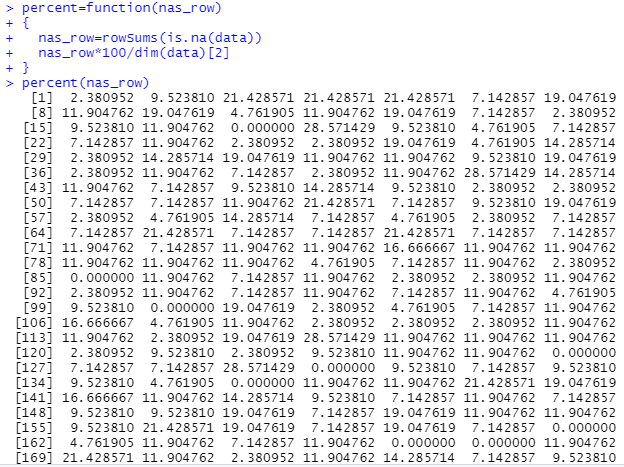 > percent=function(nas_row)
+ {
+   nas_row=rowSums(is.na(data))
+   nas_row*100/dim(data)[2]
+ }
> percent(nas_row)
  [1]  2.380952  9.523810 21.428571 21.428571 21.428571  7.142857 19.047619
  [8] 11.904762 19.047619  4.761905 11.904762 19.047619  7.142857  2.380952
 [15]  9.523810 11.904762  0.000000 28.571429  9.523810  4.761905  7.142857
 [22]  7.142857 11.904762  2.380952  2.380952 19.047619  4.761905 14.285714
 [29]  2.380952 14.285714 19.047619 11.904762 11.904762  9.523810 19.047619
 [36]  2.380952 11.904762  7.142857  2.380952 11.904762 28.571429 14.285714
 [43] 11.904762  7.142857  9.523810 14.285714  9.523810  2.380952  2.380952
 [50]  7.142857  7.142857 11.904762 21.428571  7.142857  9.523810 19.047619
 [57]  2.380952  4.761905 14.285714  7.142857  4.761905  2.380952  7.142857
 [64]  7.142857 21.428571  7.142857  7.142857 21.428571  7.142857  7.142857
 [71] 11.904762  7.142857 11.904762 11.904762 16.666667 11.904762 11.904762
 [78] 11.904762 11.904762 11.904762  4.761905  7.142857 11.904762  2.380952
 [85]  0.000000 11.904762  7.142857 11.904762  2.380952  2.380952 11.904762
 [92]  2.380952 11.904762  7.142857 11.904762  7.142857 11.904762  4.761905
 [99]  9.523810  0.000000 19.047619  2.380952  4.761905  7.142857 11.904762
[106] 16.666667  4.761905 11.904762  2.380952  2.380952  2.380952 11.904762
[113] 11.904762  2.380952 19.047619 28.571429 11.904762 11.904762 11.904762
[120]  2.380952  9.523810  2.380952  9.523810 11.904762 11.904762  0.000000
[127]  7.142857  7.142857 28.571429  0.000000  9.523810  7.142857  9.523810
[134]  9.523810  4.761905  0.000000 11.904762 11.904762 21.428571 19.047619
[141] 16.666667 11.904762 14.285714  9.523810  7.142857 11.904762  7.142857
[148]  9.523810  9.523810 19.047619  7.142857 19.047619 11.904762 11.904762
[155]  9.523810 21.428571 19.047619  7.142857 19.047619  7.142857  0.000000
[162]  4.761905 11.904762  7.142857 11.904762  0.000000  0.000000 11.904762
[169] 21.428571 11.904762  2.380952 11.904762 14.285714  7.142857  9.523810